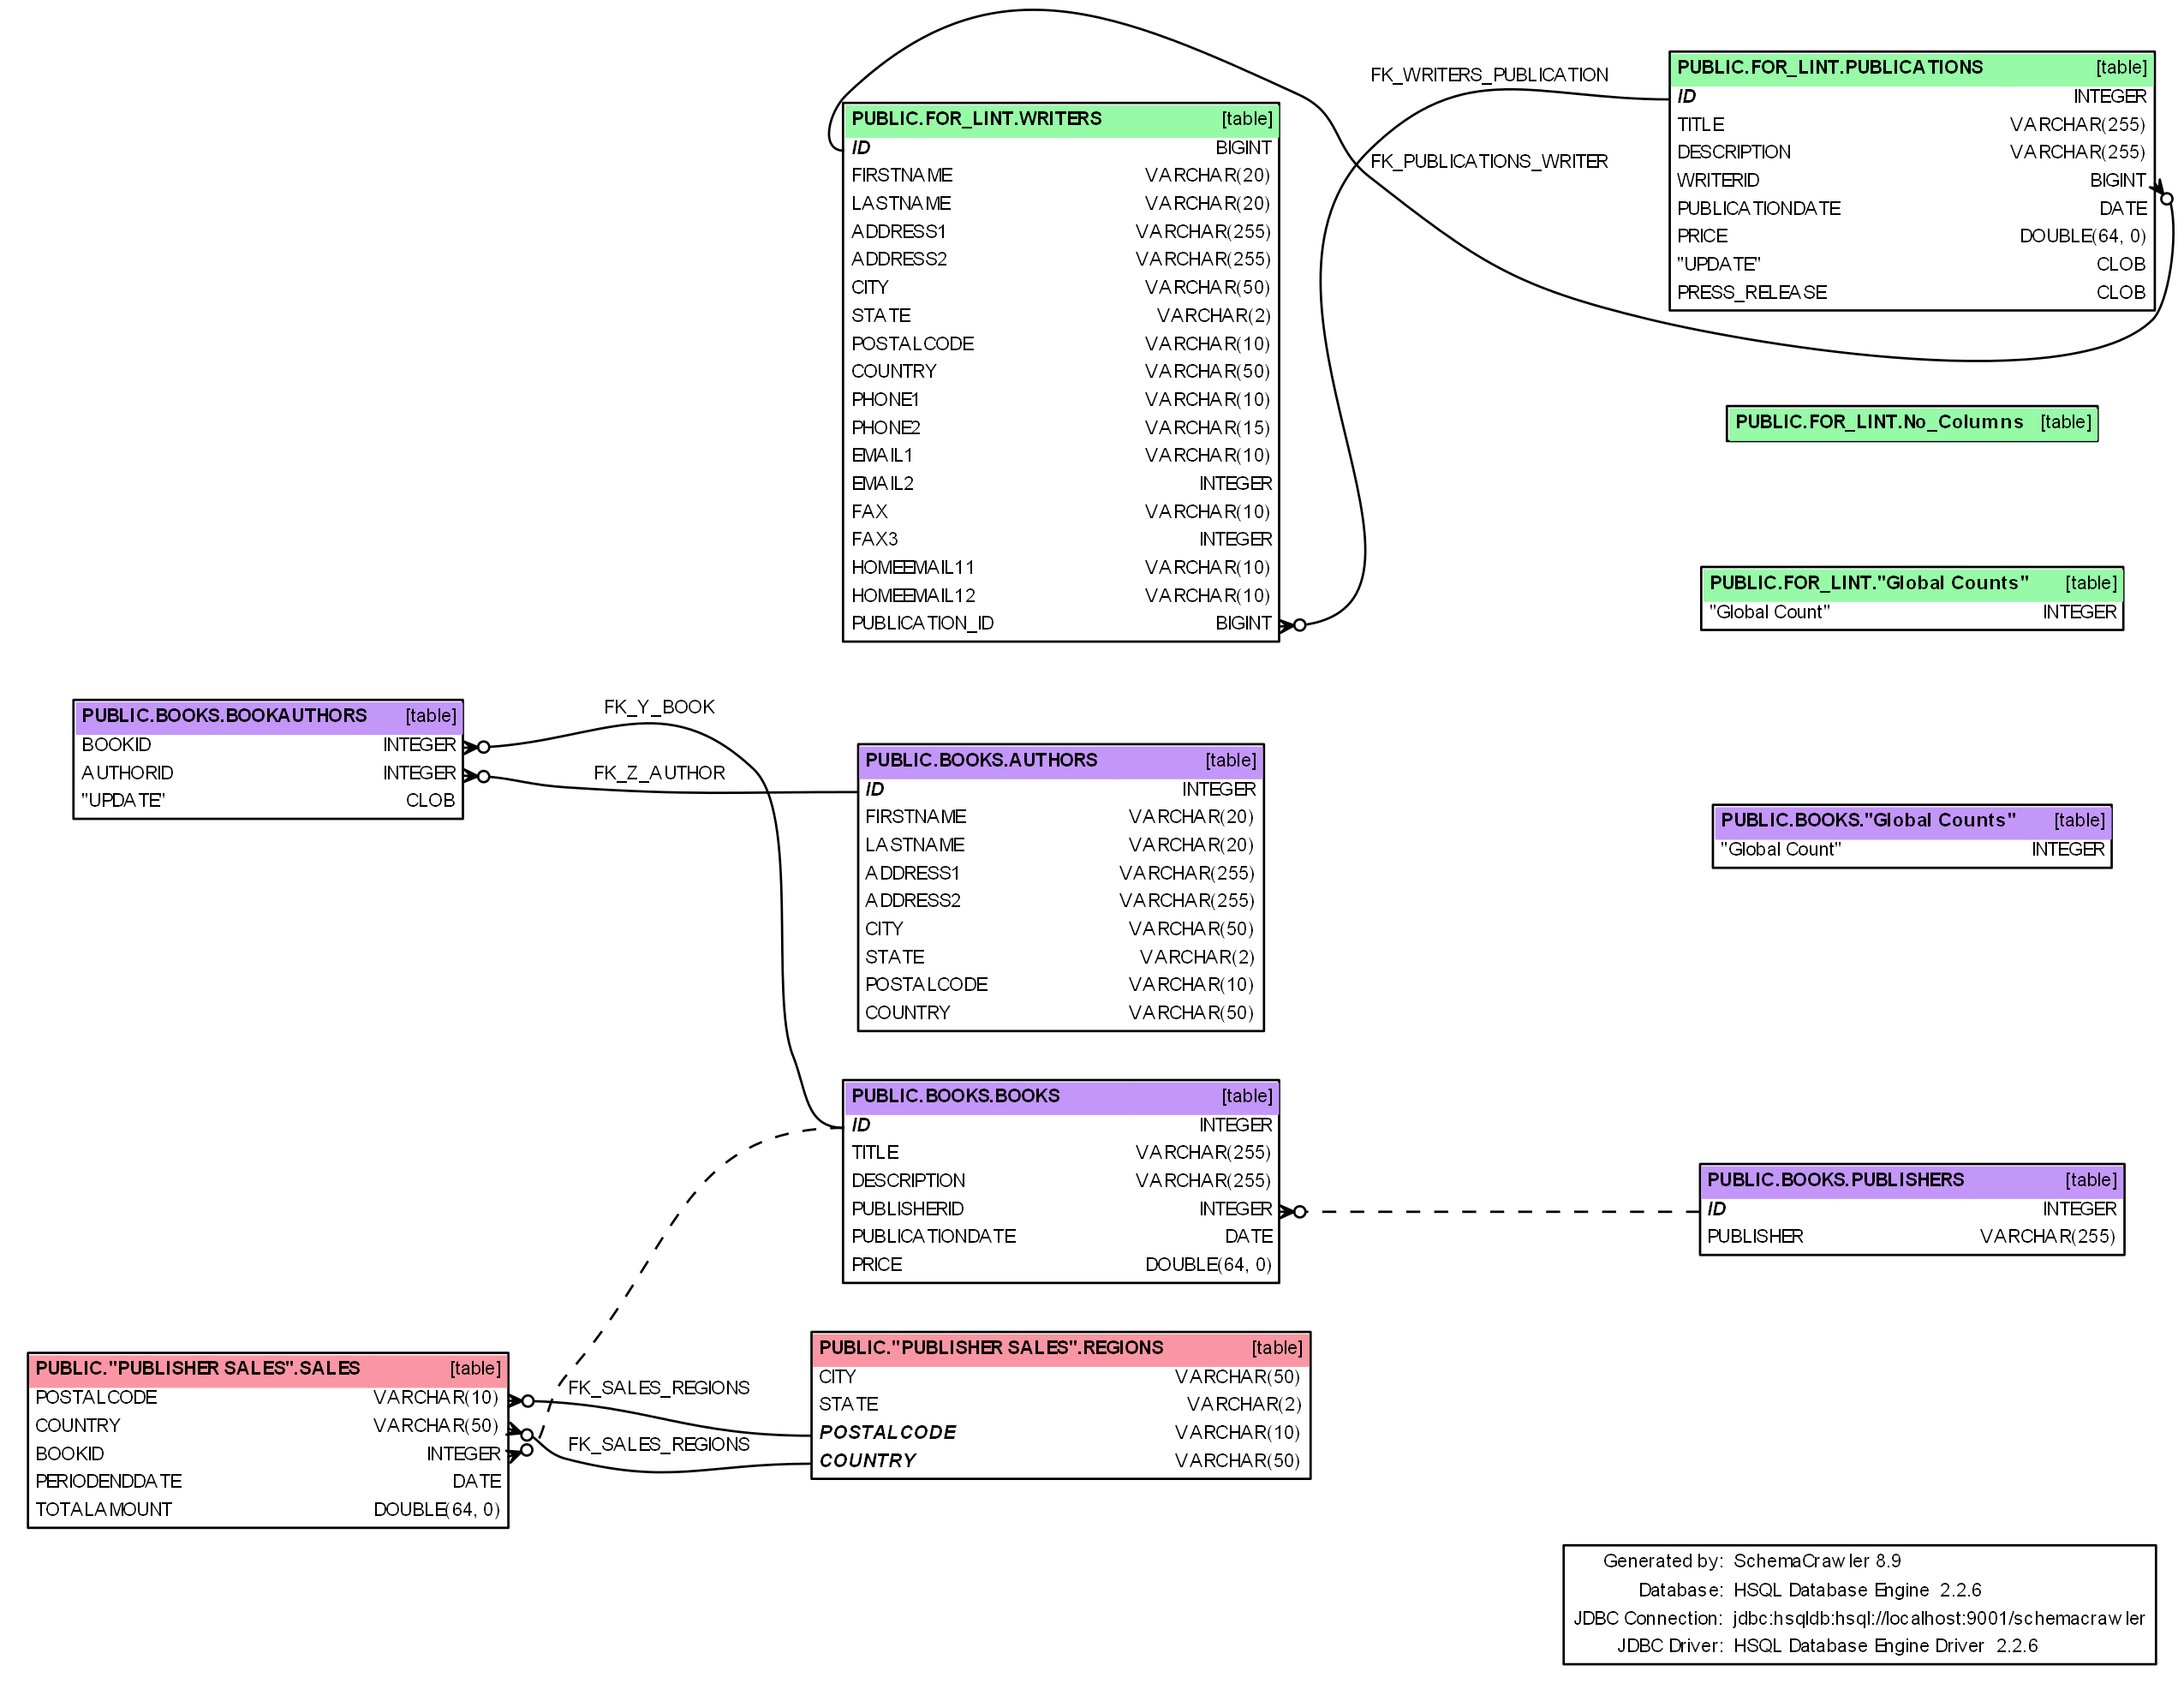 FK_WRITERS_PUBLICATION
FK_PUBLICATIONS_WRITER
PUBLIC.FOR_LINT.PUBLICATIONS [table]
ID INTEGER
TITLE VARCHAR(255)
DESCRIPTION VARCHAR(255)
WRITERID BIGINT
PUBLICATIONDATE DATE
PRICE DOUBLE(64, 0)
"UPDATE" CLOB
PRESS_RELEASE CLOB
PUBLIC.FOR_LINT.WRITERS [table]
ID BIGINT
FIRSTNAME VARCHAR(20)
LASTNAME VARCHAR(20)
ADDRESS1 VARCHAR(255)
ADDRESS2 VARCHAR(255)
CITY VARCHAR(50)
STATE VARCHAR(2)
POSTALCODE VARCHAR(10)
COUNTRY VARCHAR(50)
PHONE1 VARCHAR(10)
PHONE2 VARCHAR(15)
EMAIL1 VARCHAR(10)
EMAIL2 INTEGER
FAX VARCHAR(10)
FAX3 INTEGER
HOMEEMAIL11 VARCHAR(10)
HOMEEMAIL12 VARCHAR(10)
PUBLICATION_ID BIGINT
PUBLIC.FOR_LINT.No_Columns [table]
PUBLIC.FOR_LINT."Global Counts" [table]
"Global Count" INTEGER
PUBLIC.BOOKS.BOOKAUTHORS [table]
BOOKID INTEGER
AUTHORID INTEGER
"UPDATE" CLOB
FK_Y_BOOK
FK_Z_AUTHOR
PUBLIC.BOOKS.AUTHORS [table]
ID INTEGER
FIRSTNAME VARCHAR(20)
LASTNAME VARCHAR(20)
ADDRESS1 VARCHAR(255)
ADDRESS2 VARCHAR(255)
CITY VARCHAR(50)
STATE VARCHAR(2)
POSTALCODE VARCHAR(10)
COUNTRY VARCHAR(50)
PUBLIC.BOOKS."Global Counts" [table]
"Global Count" INTEGER
PUBLIC.BOOKS.BOOKS [table]
ID INTEGER
TITLE VARCHAR(255)
DESCRIPTION VARCHAR(255)
PUBLISHERID INTEGER
PUBLICATIONDATE DATE
PRICE DOUBLE(64, 0)
PUBLIC.BOOKS.PUBLISHERS [table]
ID INTEGER
PUBLISHER VARCHAR(255)
PUBLIC."PUBLISHER SALES".SALES [table]
POSTALCODE VARCHAR(10)
COUNTRY VARCHAR(50)
BOOKID INTEGER
PERIODENDDATE DATE
TOTALAMOUNT DOUBLE(64, 0)
FK_SALES_REGIONS
FK_SALES_REGIONS
PUBLIC."PUBLISHER SALES".REGIONS [table]
CITY VARCHAR(50)
STATE VARCHAR(2)
POSTALCODE VARCHAR(10)
COUNTRY VARCHAR(50)
Generated by: SchemaCrawler 8.9
Database: HSQL Database Engine 2.2.6
JDBC Connection: jdbc:hsqldb:hsql://localhost:9001/schemacrawler
JDBC Driver: HSQL Database Engine Driver 2.2.6